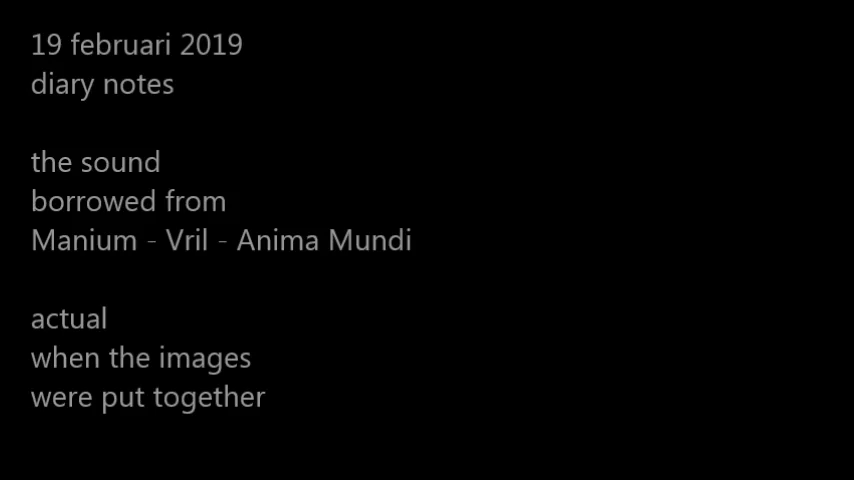 19 februari 2019
diary notes
the sound
borrowed from
Manium - Vril - Anima Mundi
actual
when the images
were put together